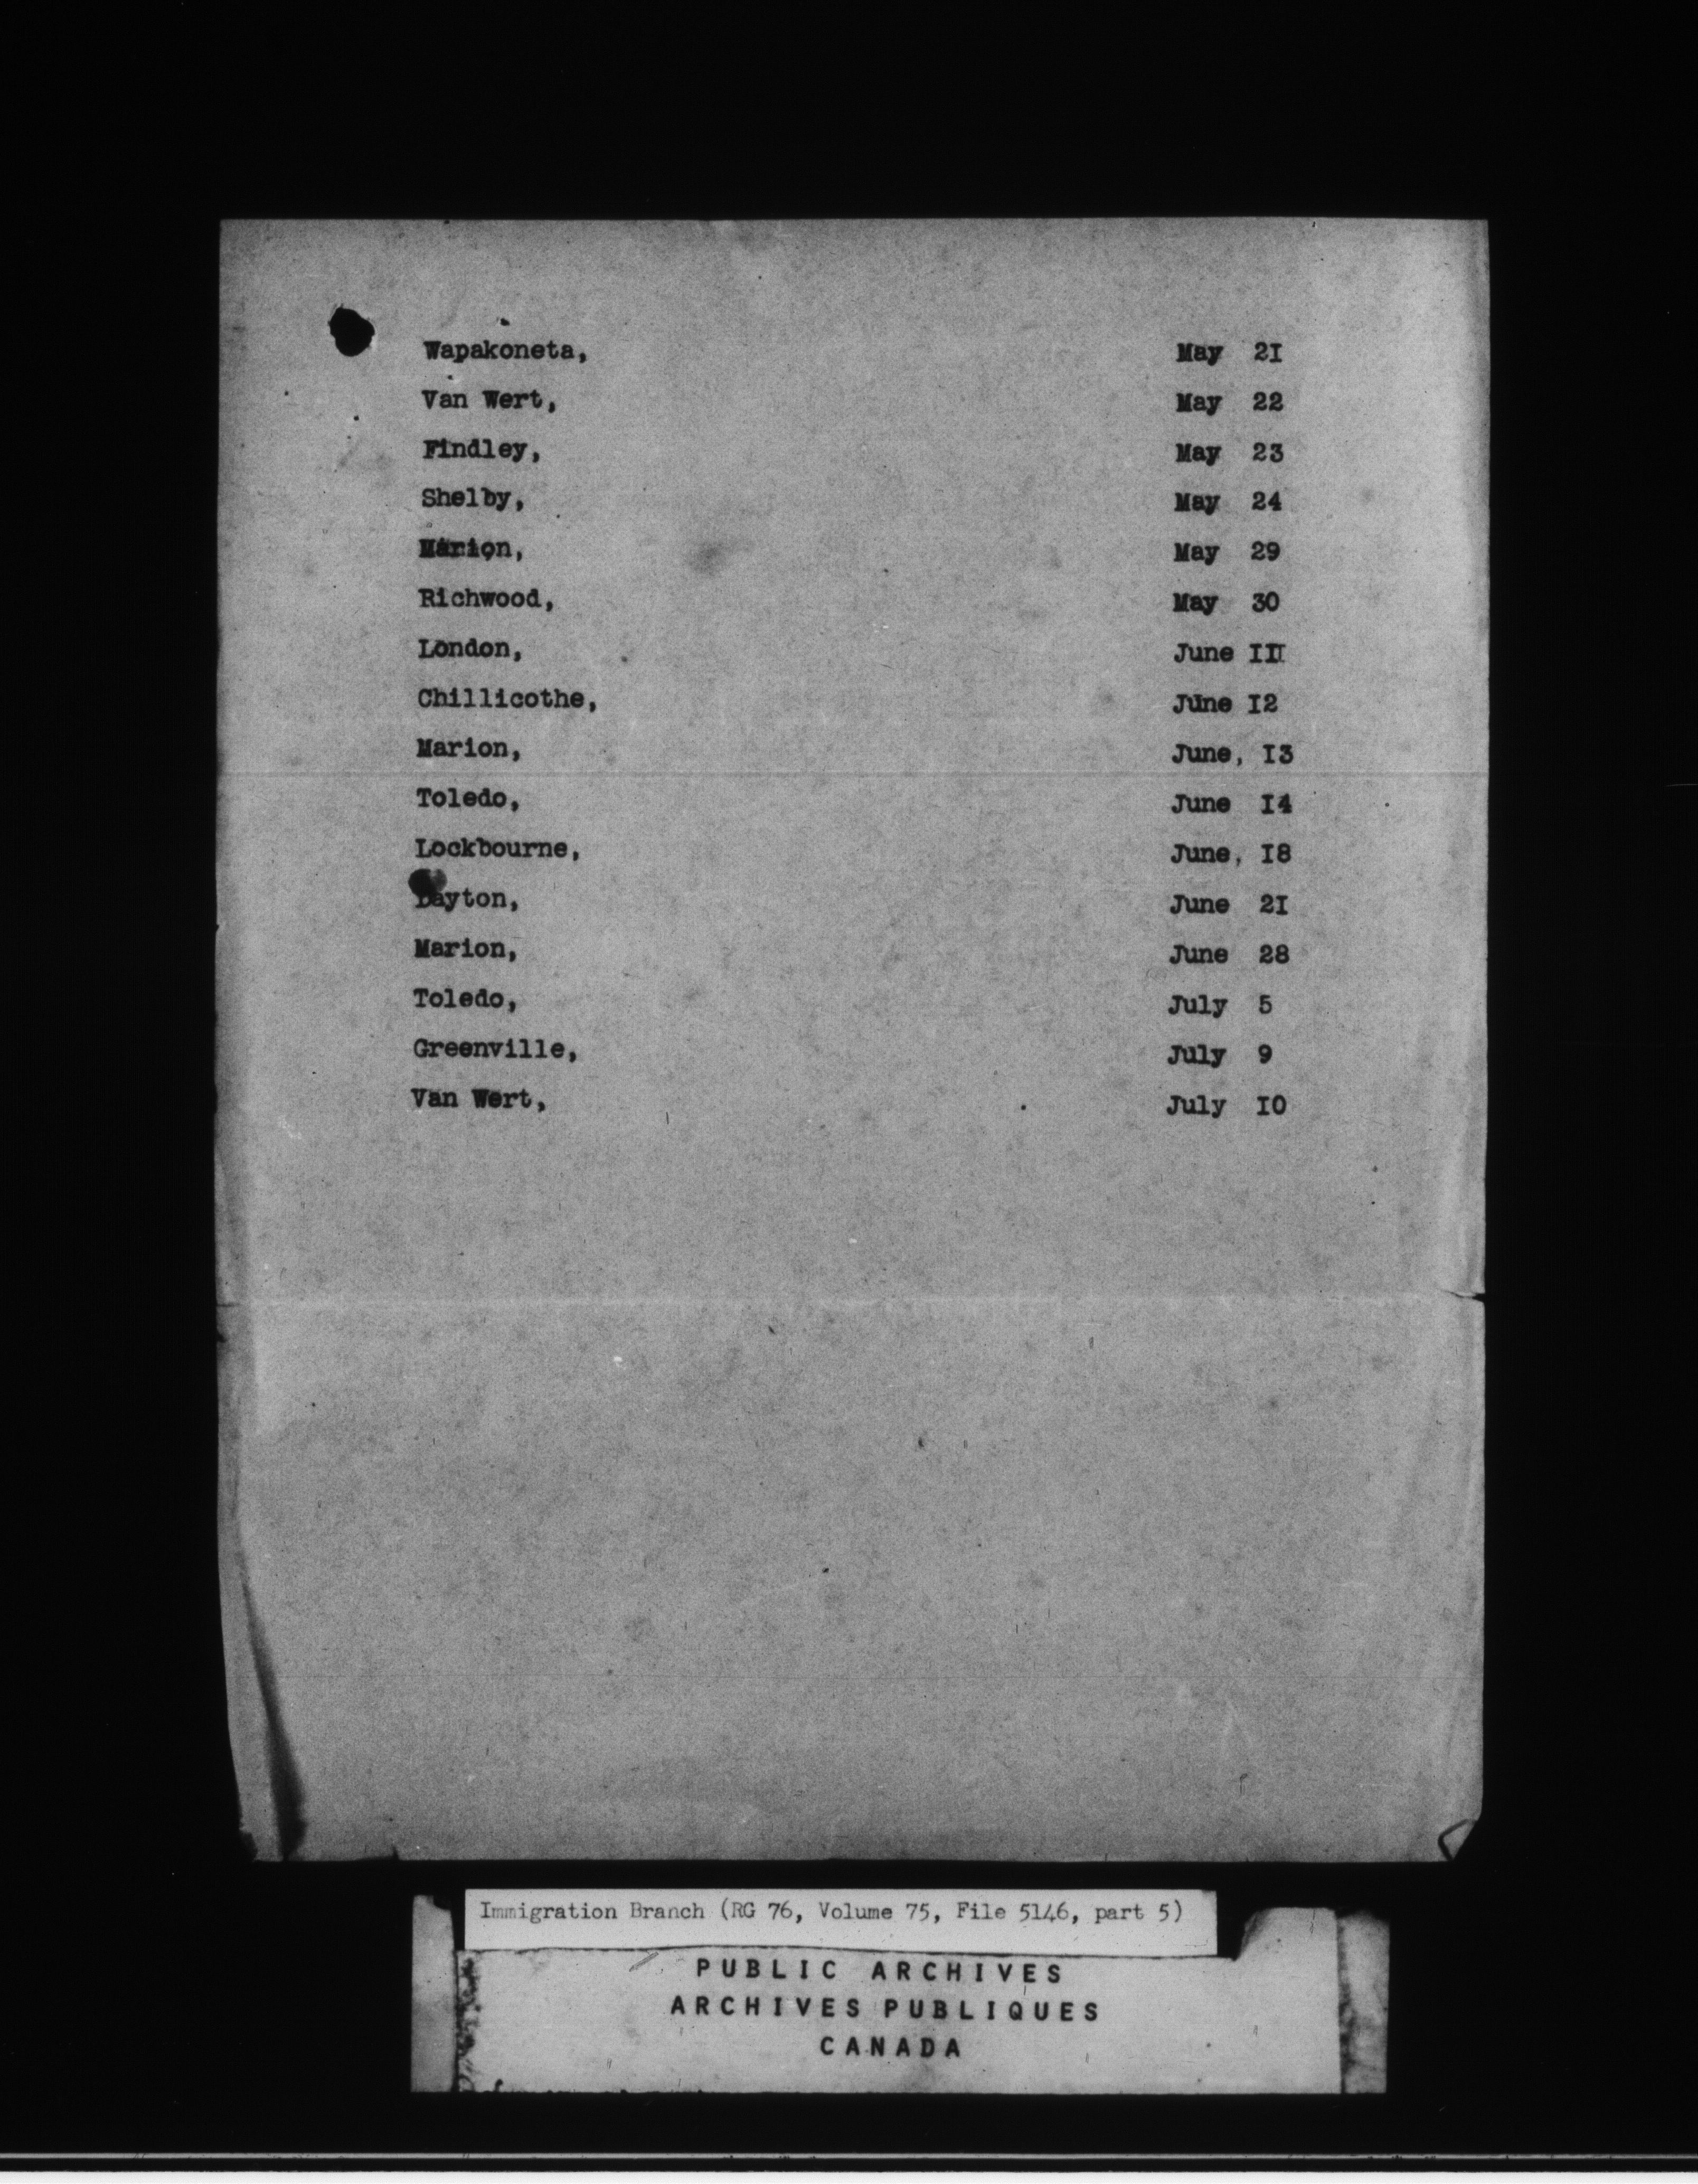 Wapakoneta, May 21
Van Wert, May 22
Findley, May 23
Shelby, May 24
Marion, May 29
Richwood, May 30
London, June III
Chillicothe, June I2
Marion, June, I3
Toledo, June I4
Lockbourne, June, I8
Dayton, June 2I
Marion, June 28
Toledo, July 5
Greenville, July 9
Van Wert, July I0
Immigration Branch (RG 76, Volume 75, File 5146, part 5)
PUBLIC ARCHIVES
ARCHIVES PUBLIQUES
CANADA